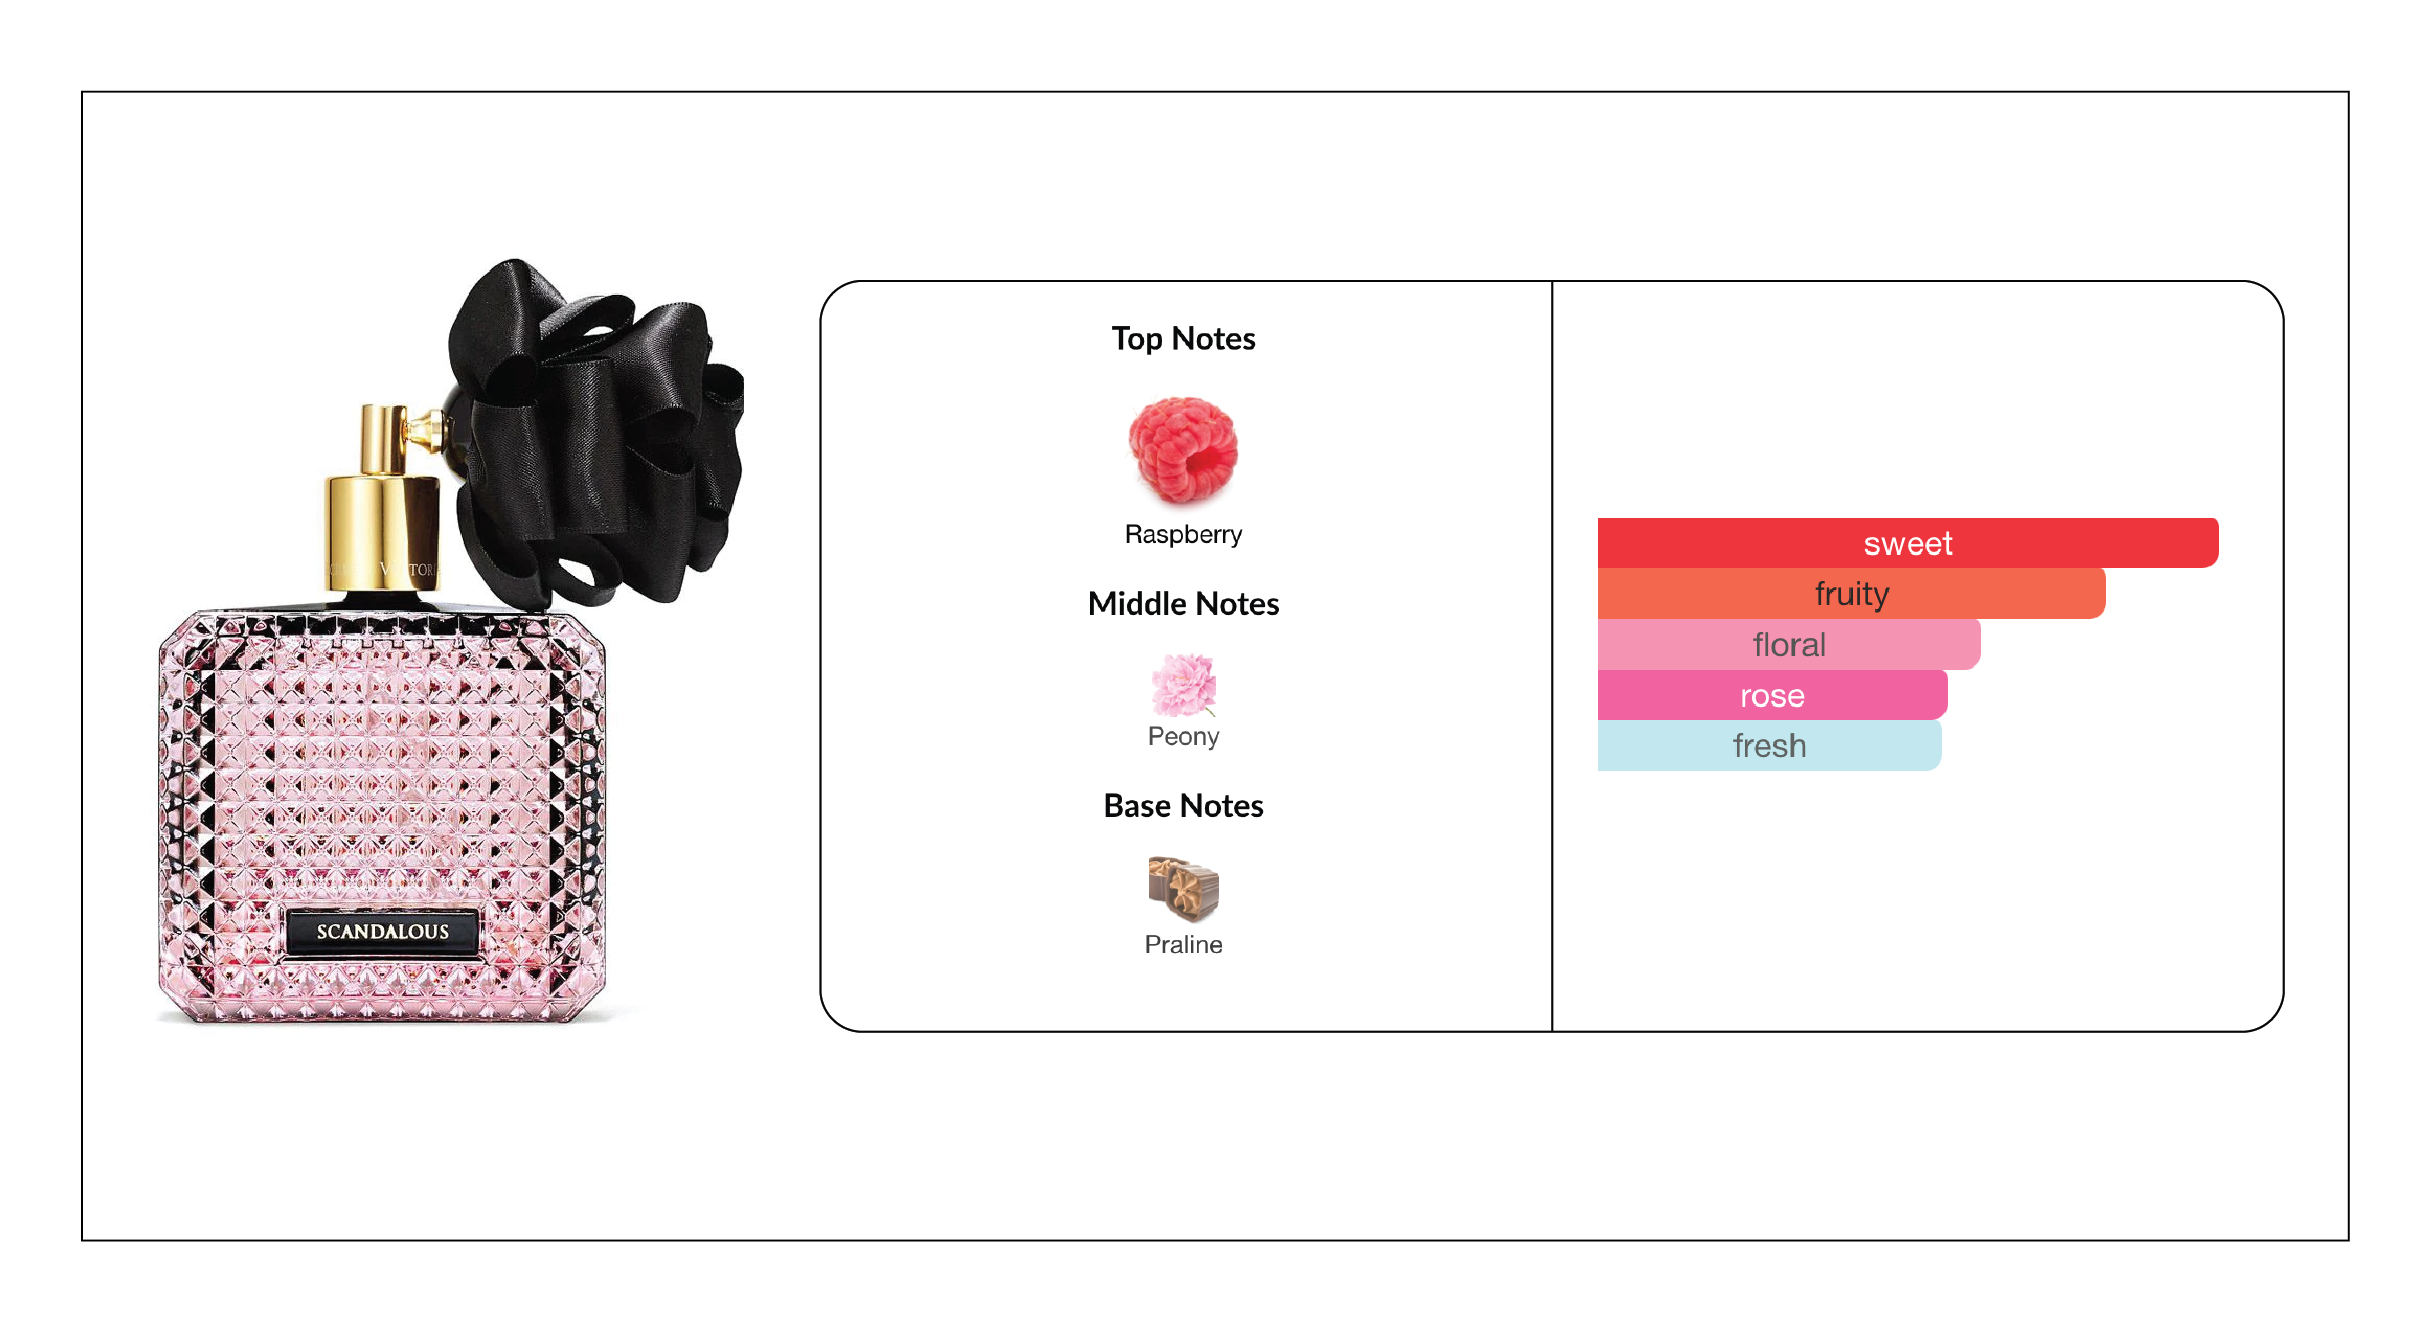 SCANDALOUS
Top Notes
Raspberry
Middle Notes
Peony
Base Notes
Praline
sweet
fruity
floral
rose
fresh